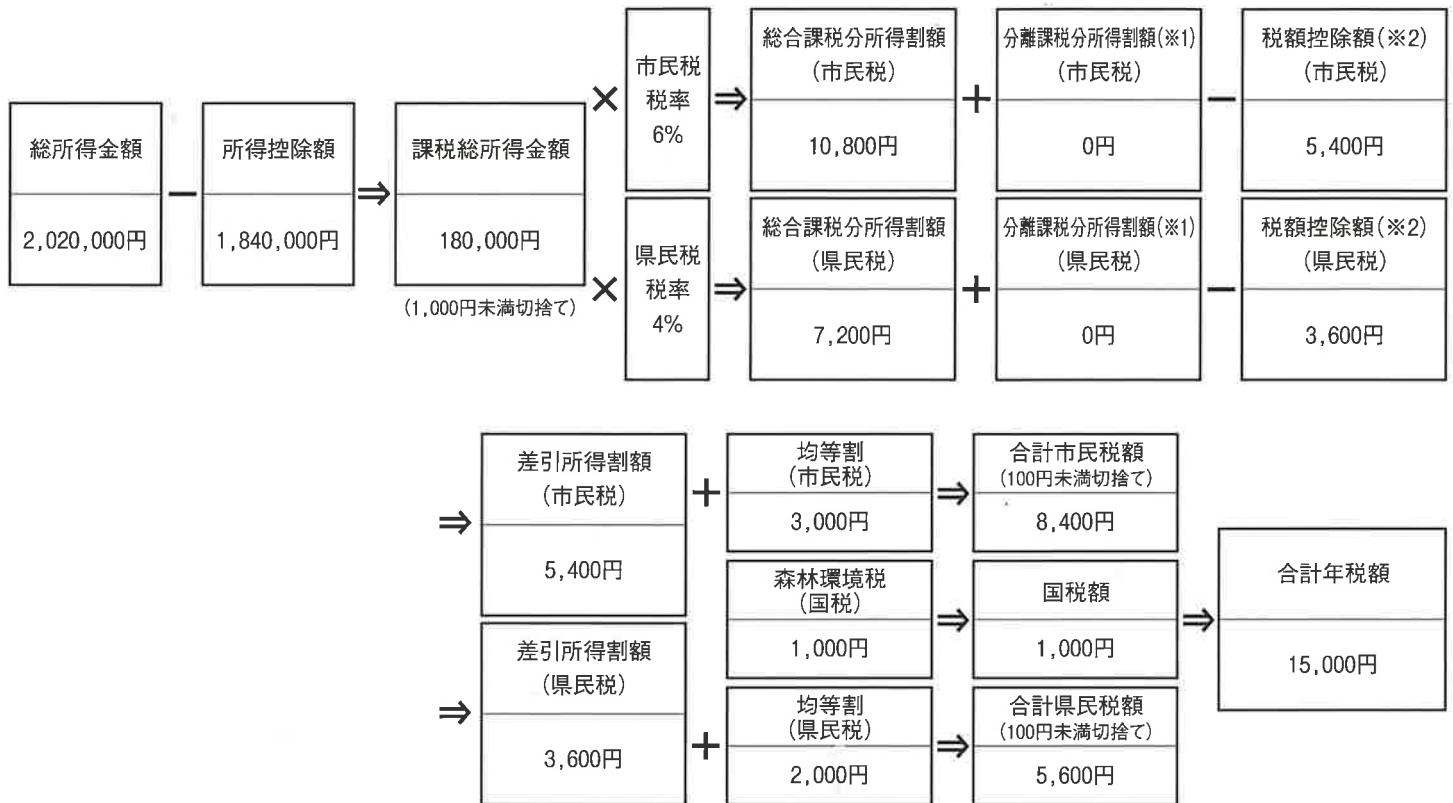 総所得金額
2,020,000円
−
所得控除額
1,840,000円
⇒
課税総所得金額
180,000円
(1,000円未満切捨て)
×
市民税
税率
6%
⇒
総合課税分所得割額
(市民税)
10,800円
+
分離課税分所得割額(※1)
(市民税)
0円
−
税額控除額(※2)
(市民税)
5,400円
×
県民税
税率
4%
⇒
総合課税分所得割額
(県民税)
7,200円
+
分離課税分所得割額(※1)
(県民税)
0円
−
税額控除額(※2)
(県民税)
3,600円
⇒
差引所得割額
(市民税)
5,400円
+
均等割
(市民税)
3,000円
⇒
合計市民税額
(100円未満切捨て)
8,400円
森林環境税
(国税)
1,000円
⇒
国税額
1,000円
⇒
合計年税額
15,000円
⇒
差引所得割額
(県民税)
3,600円
+
均等割
(県民税)
2,000円
⇒
合計県民税額
(100円未満切捨て)
5,600円